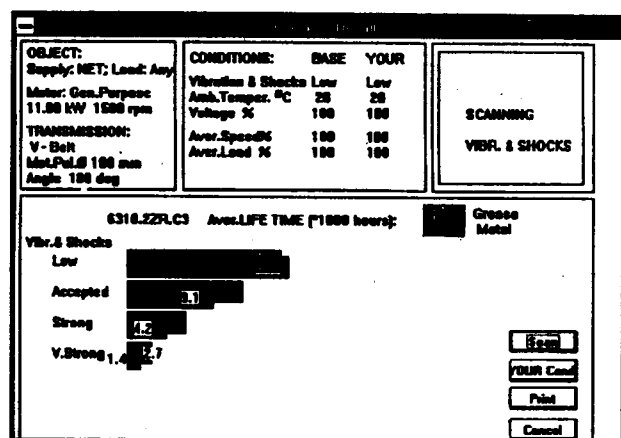 OBJECT:
Supply: NET; Load: Any
Motor: Gen.Purpose
11.00 kW 1500 rpm
TRANSMISSION:
V - Belt
Mot.Pul.Ø 180 mm
Angle 180 deg
CONDITIONS: BASE YOUR
Vibration & Shocks Low Low
Amb.Temper. °C 20 20
Voltage % 100 100
Aver.Speed% 100 100
Aver.Load % 100 100
SCANNING
VIBR. & SHOCKS
6310.2ZR.C3 Aver.LIFE TIME (*1000 hours):
Grease
Metal
Vibr.& Shocks
Low
Accepted
Strong 4.2
V.Strong 1.4 2.7
Scan
YOUR Cond
Print
Cancel